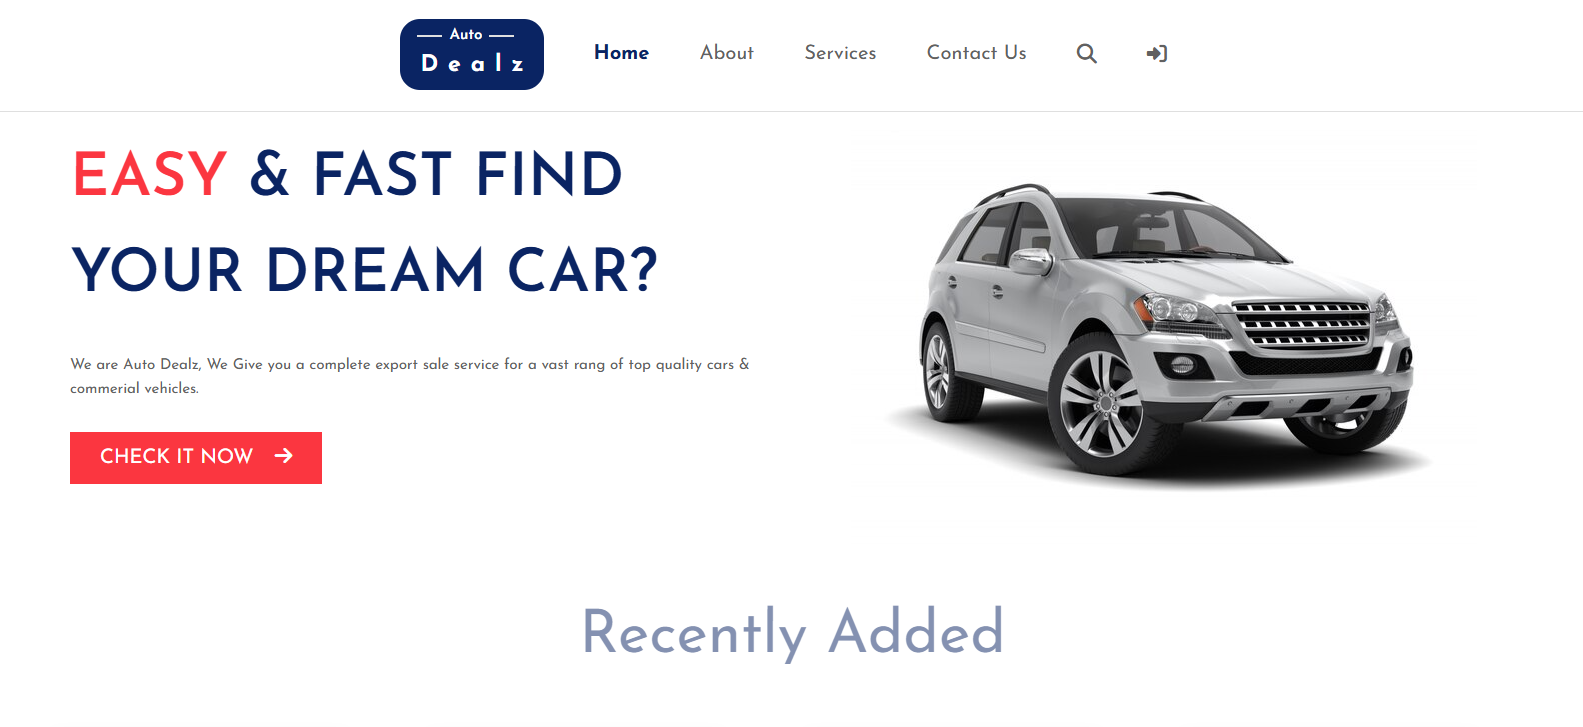 Auto
Dealz
Home About Services Contact Us
EASY & FAST FIND
YOUR DREAM CAR?
We are Auto Dealz, We Give you a complete export sale service for a vast rang of top quality cars &
commerial vehicles.
CHECK IT NOW
Recently Added